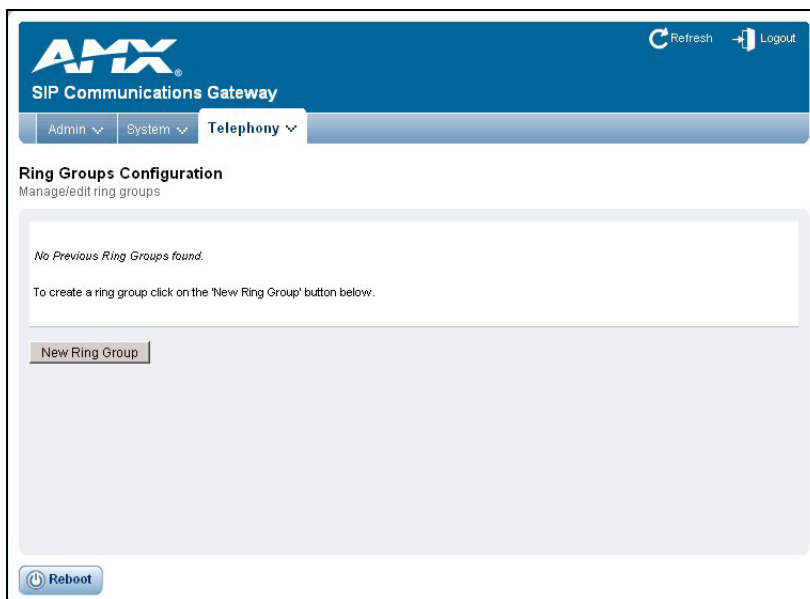 AMX®
Refresh
Logout
SIP Communications Gateway
Admin
System
Telephony
Ring Groups Configuration
Manage/edit ring groups
No Previous Ring Groups found.
To create a ring group click on the 'New Ring Group' button below.
New Ring Group
Reboot